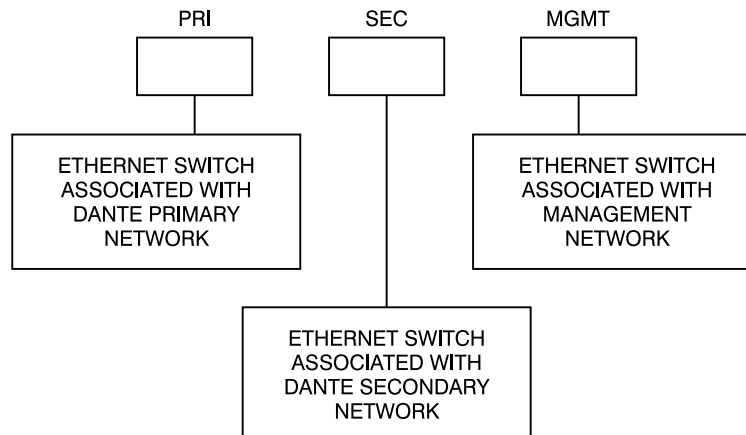 PRI
SEC
MGMT
ETHERNET SWITCH
ASSOCIATED WITH
DANTE PRIMARY
NETWORK
ETHERNET SWITCH
ASSOCIATED WITH
MANAGEMENT
NETWORK
ETHERNET SWITCH
ASSOCIATED WITH
DANTE SECONDARY
NETWORK